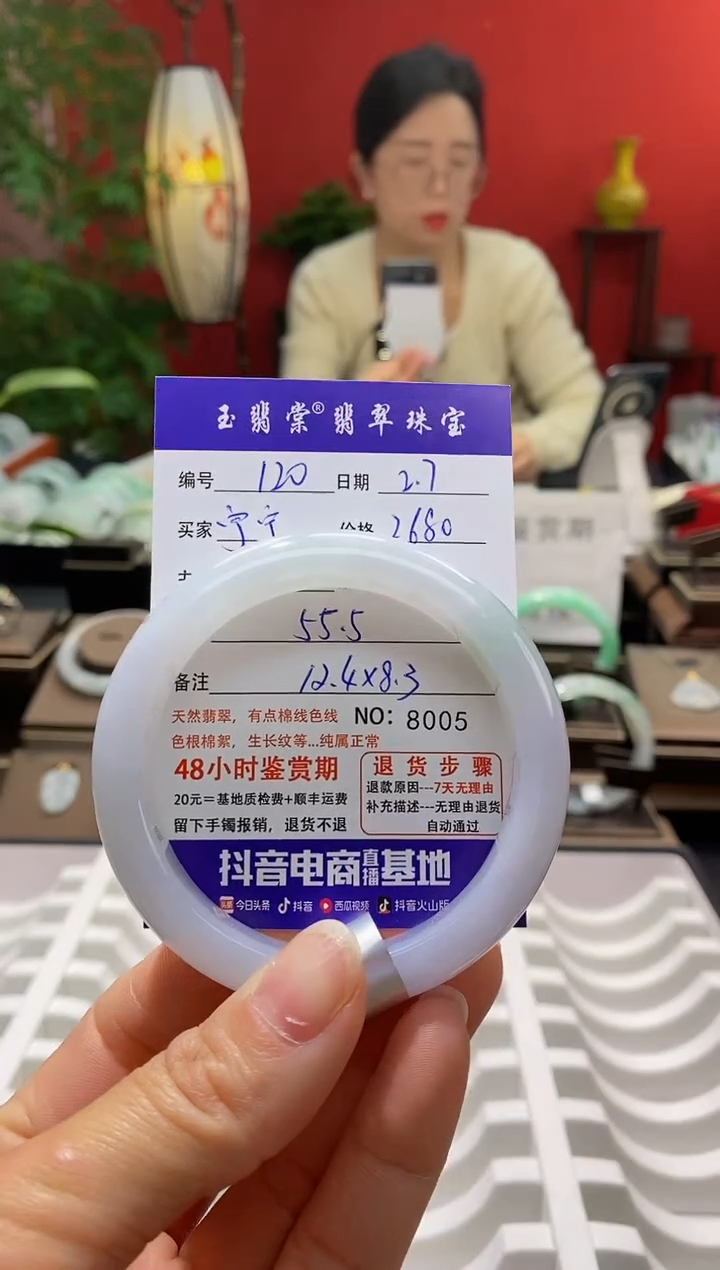 玉翡棠®翡翠珠宝
编号 120 日期 2.7
买家 宁宁 价格 2680
55.5
备注 12.4x8.3
天然翡翠，有点棉线色线 NO：8005
色根棉絮，生长纹等...纯属正常
48小时鉴赏期
20元＝基地质检费+顺丰运费
留下手镯报销，退货不退
退货步骤
退款原因---7天无理由
补充描述---无理由退货
自动通过
抖音电商直播基地
头条 今日头条 抖音 西瓜视频 抖音火山版
鉴赏期